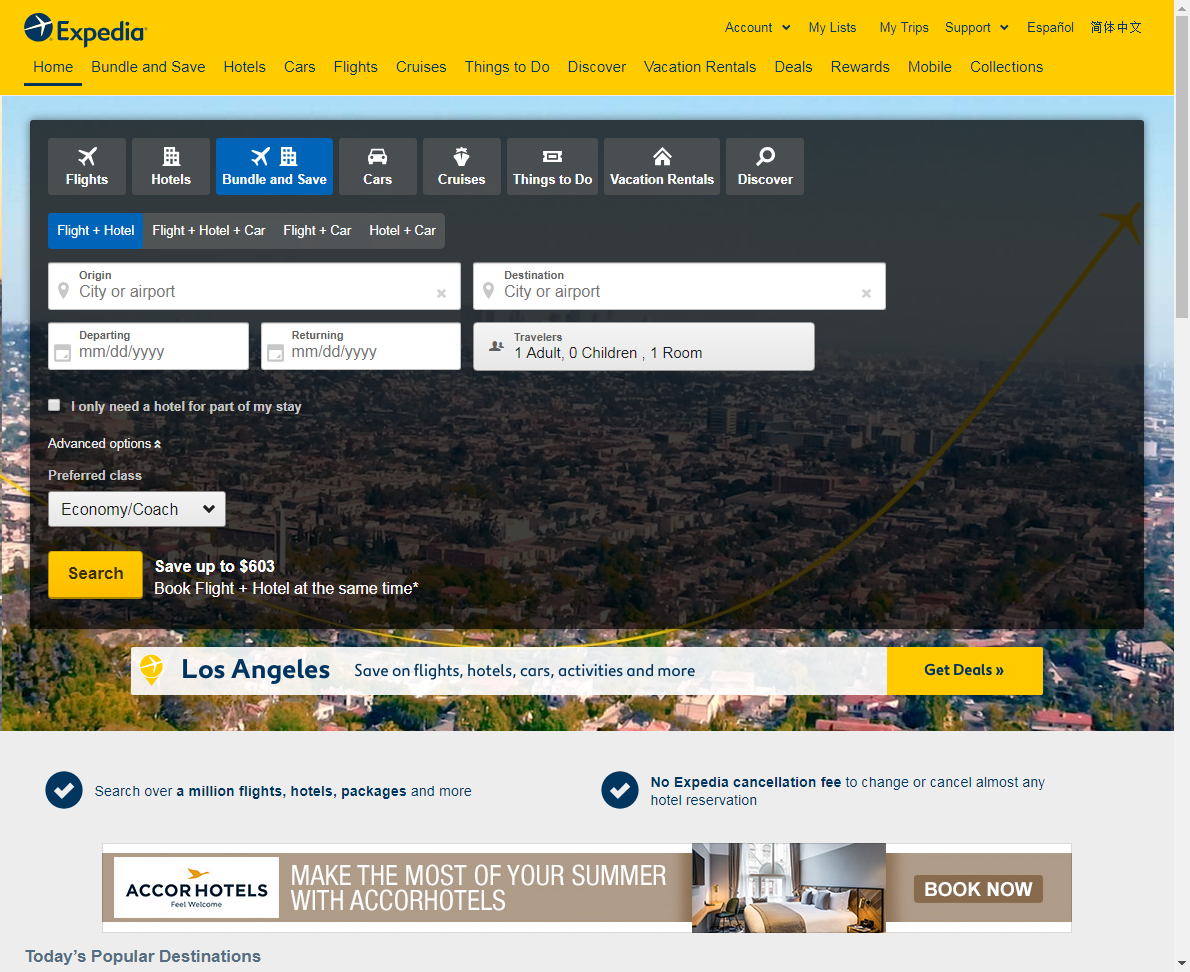 Expedia
Account My Lists My Trips Support Español 简体中文
Home Bundle and Save Hotels Cars Flights Cruises Things to Do Discover Vacation Rentals Deals Rewards Mobile Collections
Flights Hotels Bundle and Save Cars Cruises Things to Do Vacation Rentals Discover
Flight + Hotel Flight + Hotel + Car Flight + Car Hotel + Car
Origin
City or airport
Destination
City or airport
Departing
mm/dd/yyyy
Returning
mm/dd/yyyy
Travelers
1 Adult, 0 Children , 1 Room
I only need a hotel for part of my stay
Advanced options
Preferred class
Economy/Coach
Search
Save up to $603
Book Flight + Hotel at the same time*
Los Angeles Save on flights, hotels, cars, activities and more Get Deals »
Search over a million flights, hotels, packages and more
No Expedia cancellation fee to change or cancel almost any
hotel reservation
ACCORHOTELS
Feel Welcome
MAKE THE MOST OF YOUR SUMMER
WITH ACCORHOTELS
BOOK NOW
Today's Popular Destinations